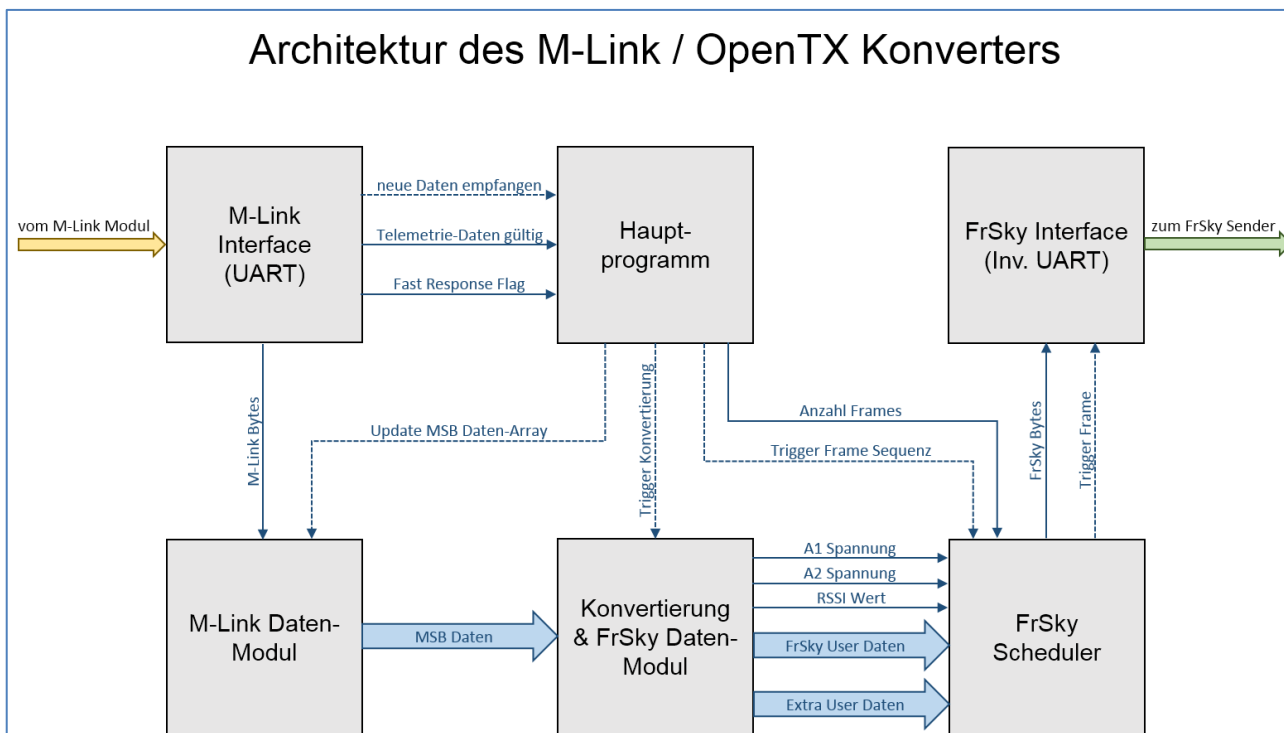 Architektur des M-Link / OpenTX Konverters
vom M-Link Modul
M-Link
Interface
(UART)
neue Daten empfangen
Telemetrie-Daten gültig
Fast Response Flag
Haupt-
programm
FrSky Interface
(Inv. UART)
zum FrSky Sender
M-Link Bytes
Update MSB Daten-Array
Trigger Konvertierung
Anzahl Frames
Trigger Frame Sequenz
FrSky Bytes
Trigger Frame
M-Link Daten-
Modul
MSB Daten
Konvertierung
& FrSky Daten-
Modul
A1 Spannung
A2 Spannung
RSSI Wert
FrSky User Daten
Extra User Daten
FrSky
Scheduler